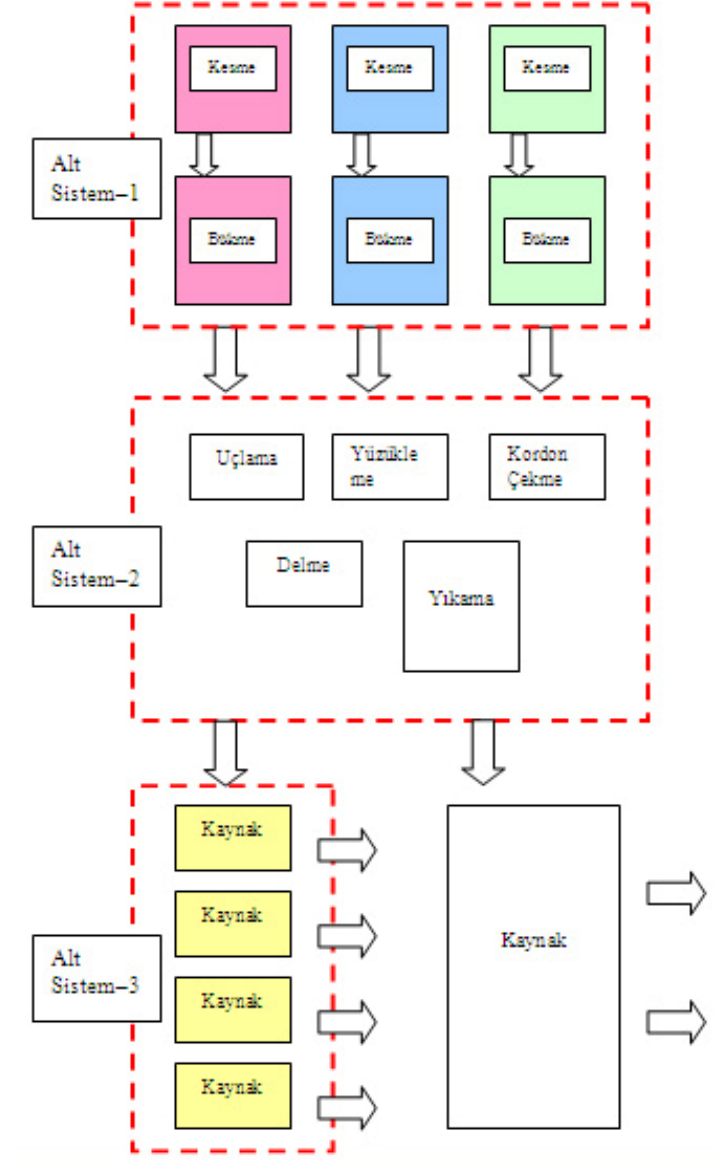 Kesme
Kesme
Kesme
Alt
Sistem–1
Bükme
Bükme
Bükme
Uçlama
Yüzükle
me
Kordon
Çekme
Alt
Sistem–2
Delme
Yıkama
Kaynak
Kaynak
Kaynak
Alt
Sistem–3
Kaynak
Kaynak